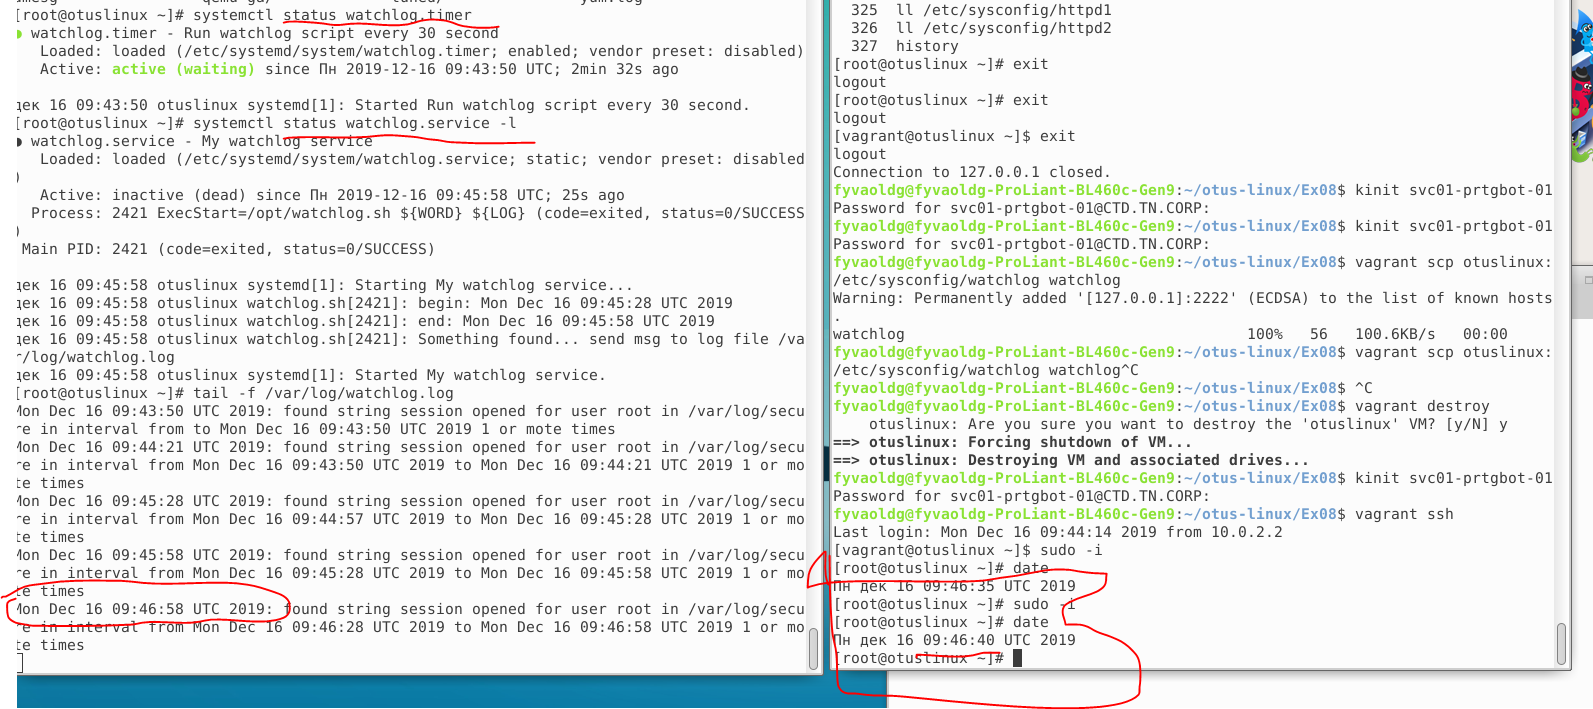 [root@otuslinux ~]# systemctl status watchlog.timer
watchlog.timer - Run watchlog script every 30 second
Loaded: loaded (/etc/systemd/system/watchlog.timer; enabled; vendor preset: disabled)
Active: active (waiting) since Пн 2019-12-16 09:43:50 UTC; 2min 32s ago
дек 16 09:43:50 otuslinux systemd[1]: Started Run watchlog script every 30 second.
[root@otuslinux ~]# systemctl status watchlog.service -l
● watchlog.service - My watchlog service
Loaded: loaded (/etc/systemd/system/watchlog.service; static; vendor preset: disabled
)
Active: inactive (dead) since Пн 2019-12-16 09:45:58 UTC; 25s ago
Process: 2421 ExecStart=/opt/watchlog.sh ${WORD} ${LOG} (code=exited, status=0/SUCCESS
)
Main PID: 2421 (code=exited, status=0/SUCCESS)
дек 16 09:45:58 otuslinux systemd[1]: Starting My watchlog service...
дек 16 09:45:58 otuslinux watchlog.sh[2421]: begin: Mon Dec 16 09:45:28 UTC 2019
дек 16 09:45:58 otuslinux watchlog.sh[2421]: end: Mon Dec 16 09:45:58 UTC 2019
дек 16 09:45:58 otuslinux watchlog.sh[2421]: Something found... send msg to log file /va
r/log/watchlog.log
дек 16 09:45:58 otuslinux systemd[1]: Started My watchlog service.
[root@otuslinux ~]# tail -f /var/log/watchlog.log
Mon Dec 16 09:43:50 UTC 2019: found string session opened for user root in /var/log/secu
re in interval from to Mon Dec 16 09:43:50 UTC 2019 1 or mote times
Mon Dec 16 09:44:21 UTC 2019: found string session opened for user root in /var/log/secu
re in interval from Mon Dec 16 09:43:50 UTC 2019 to Mon Dec 16 09:44:21 UTC 2019 1 or mo
te times
Mon Dec 16 09:45:28 UTC 2019: found string session opened for user root in /var/log/secu
re in interval from Mon Dec 16 09:44:57 UTC 2019 to Mon Dec 16 09:45:28 UTC 2019 1 or mo
te times
Mon Dec 16 09:45:58 UTC 2019: found string session opened for user root in /var/log/secu
re in interval from Mon Dec 16 09:45:28 UTC 2019 to Mon Dec 16 09:45:58 UTC 2019 1 or mo
te times
Mon Dec 16 09:46:58 UTC 2019: found string session opened for user root in /var/log/secu
re in interval from Mon Dec 16 09:46:28 UTC 2019 to Mon Dec 16 09:46:58 UTC 2019 1 or mo
te times
325 ll /etc/sysconfig/httpd1
326 ll /etc/sysconfig/httpd2
327 history
[root@otuslinux ~]# exit
logout
[root@otuslinux ~]# exit
logout
[vagrant@otuslinux ~]$ exit
logout
Connection to 127.0.0.1 closed.
fyvaoldg@fyvaoldg-ProLiant-BL460c-Gen9:~/otus-linux/Ex08$ kinit svc01-prtgbot-01
Password for svc01-prtgbot-01@CTD.TN.CORP:
fyvaoldg@fyvaoldg-ProLiant-BL460c-Gen9:~/otus-linux/Ex08$ kinit svc01-prtgbot-01
Password for svc01-prtgbot-01@CTD.TN.CORP:
fyvaoldg@fyvaoldg-ProLiant-BL460c-Gen9:~/otus-linux/Ex08$ vagrant scp otuslinux:
/etc/sysconfig/watchlog watchlog
Warning: Permanently added '[127.0.0.1]:2222' (ECDSA) to the list of known hosts
.
watchlog 100% 56 100.6KB/s 00:00
fyvaoldg@fyvaoldg-ProLiant-BL460c-Gen9:~/otus-linux/Ex08$ vagrant scp otuslinux:
/etc/sysconfig/watchlog watchlog^C
fyvaoldg@fyvaoldg-ProLiant-BL460c-Gen9:~/otus-linux/Ex08$ ^C
fyvaoldg@fyvaoldg-ProLiant-BL460c-Gen9:~/otus-linux/Ex08$ vagrant destroy
otuslinux: Are you sure you want to destroy the 'otuslinux' VM? [y/N] y
==> otuslinux: Forcing shutdown of VM...
==> otuslinux: Destroying VM and associated drives...
fyvaoldg@fyvaoldg-ProLiant-BL460c-Gen9:~/otus-linux/Ex08$ kinit svc01-prtgbot-01
Password for svc01-prtgbot-01@CTD.TN.CORP:
fyvaoldg@fyvaoldg-ProLiant-BL460c-Gen9:~/otus-linux/Ex08$ vagrant ssh
Last login: Mon Dec 16 09:44:14 2019 from 10.0.2.2
[vagrant@otuslinux ~]$ sudo -i
[root@otuslinux ~]# date
Пн дек 16 09:46:35 UTC 2019
[root@otuslinux ~]# sudo -i
[root@otuslinux ~]# date
Пн дек 16 09:46:40 UTC 2019
[root@otuslinux ~]#